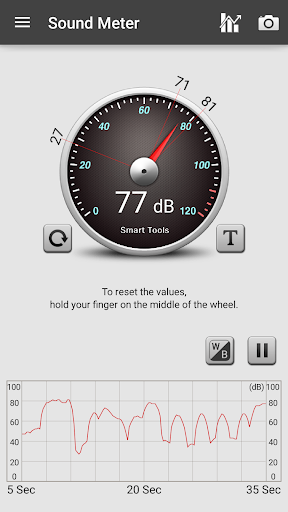 Sound Meter
71
81
27
40
60
80
20
100
0
120
77 dB
Smart Tools
T
To reset the values,
hold your finger on the middle of the wheel.
W/B
100 (dB) 100
80 80
60 60
40 40
20 20
0 0
5 Sec 20 Sec 35 Sec